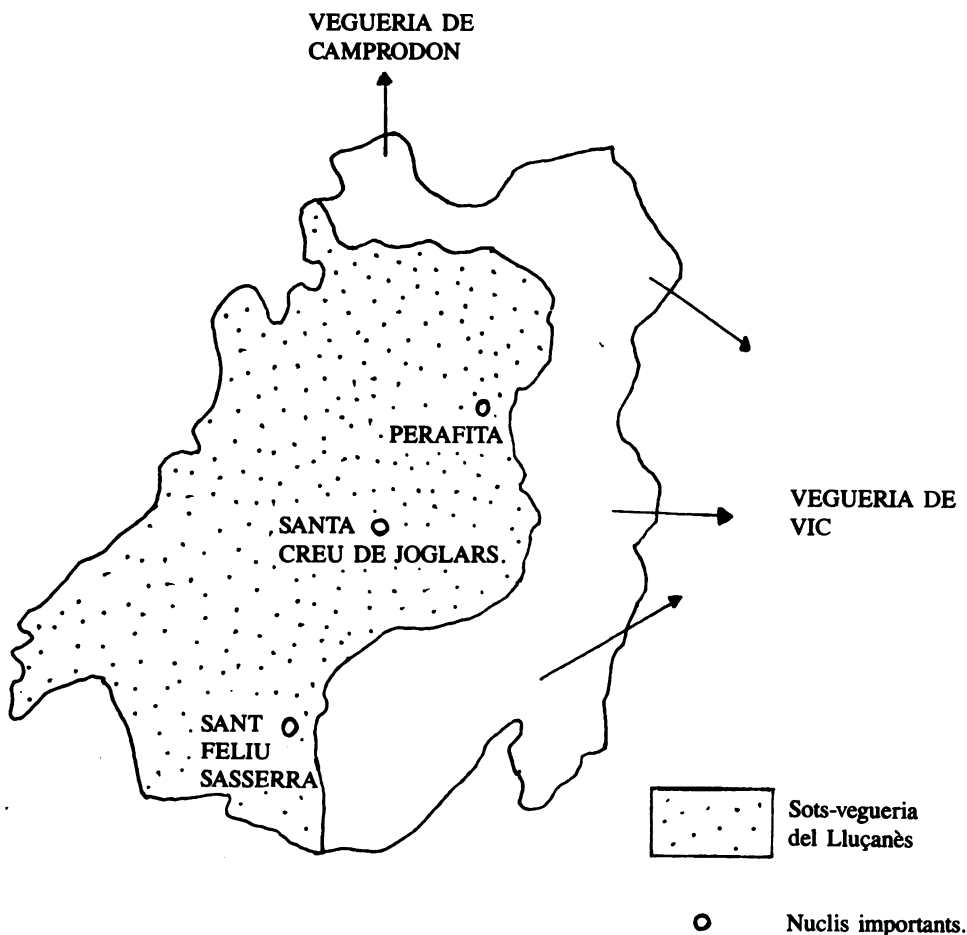 VEGUERIA DE
CAMPRODON
PERAFITA
VEGUERIA DE
VIC
SANTA
CREU DE JOGLARS.
SANT
FELIU
SASSERRA
Sots-vegueria
del Lluçanès
Nuclis importants.